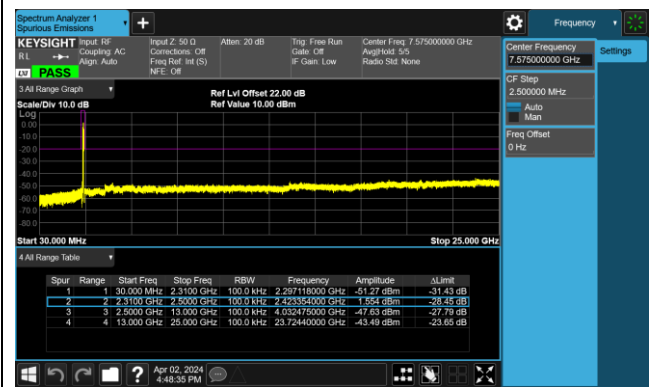 Spectrum Analyzer 1
Spurious Emissions
Frequency
KEYSIGHT
RL
LXI
PASS
Input: RF
Coupling: AC
Align: Auto
Input Z: 50 Ω
Corrections: Off
Freq Ref: Int (S)
NFE: Off
Atten: 20 dB
Trig: Free Run
Gate: Off
IF Gain: Low
Center Freq: 7.575000000 GHz
Avg|Hold: 5/5
Radio Std: None
Center Frequency
7.575000000 GHz
Settings
CF Step
2.500000 MHz
Auto
Man
Freq Offset
0 Hz
3 All Range Graph
Ref Lvl Offset 22.00 dB
Scale/Div 10.0 dB
Ref Value 10.00 dBm
Log
0.00
-10.0
-20.0
-30.0
-40.0
-50.0
-60.0
-70.0
-80.0
Start 30.000 MHz
Stop 25.000 GHz
4 All Range Table
Spur Range Start Freq Stop Freq RBW Frequency Amplitude ΔLimit
1 1 30.000 MHz 2.3100 GHz 100.0 kHz 2.297118000 GHz -51.27 dBm -31.43 dB
2 2 2.3100 GHz 2.5000 GHz 100.0 kHz 2.423354000 GHz 1.554 dBm -28.45 dB
3 3 2.5000 GHz 13.000 GHz 100.0 kHz 4.032475000 GHz -47.63 dBm -27.79 dB
4 4 13.000 GHz 25.000 GHz 100.0 kHz 23.72440000 GHz -43.49 dBm -23.65 dB
Apr 02, 2024
4:48:35 PM